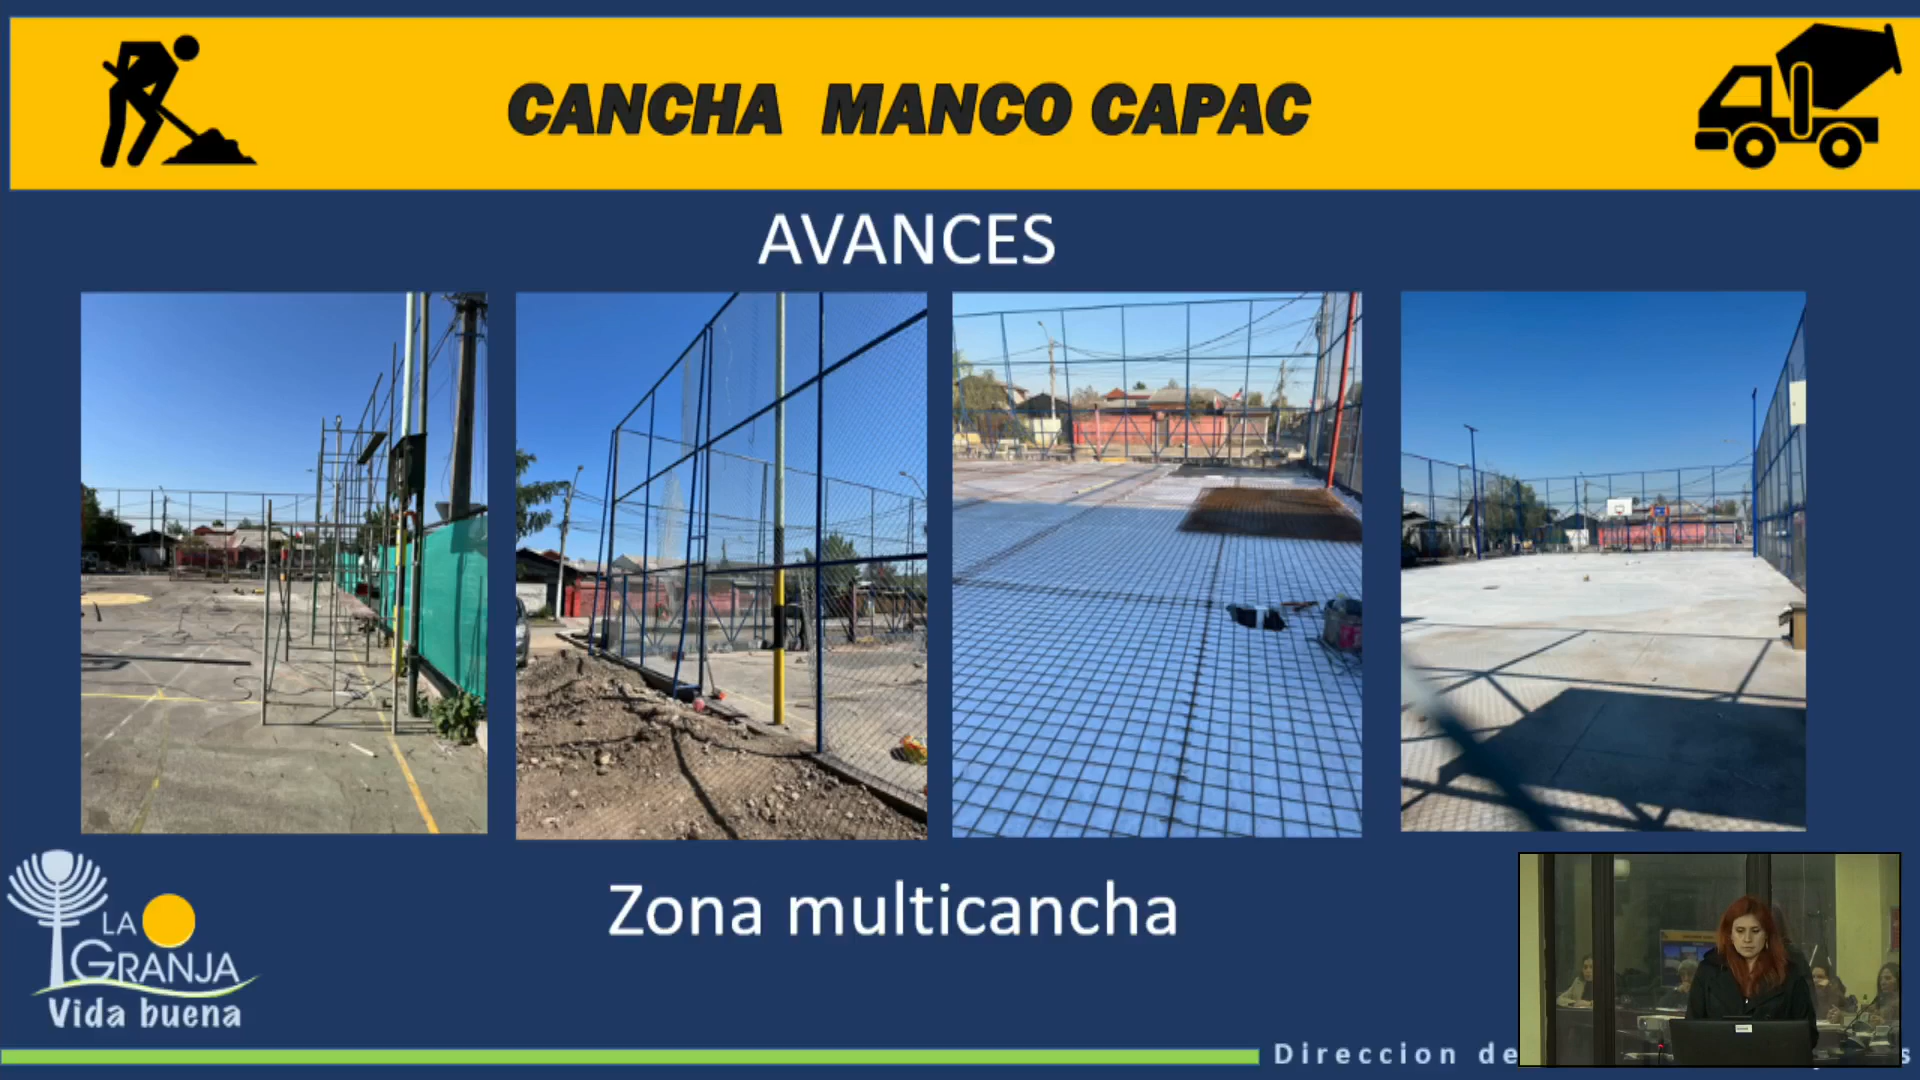 CANCHA MANCO CAPAC
AVANCES
Zona multicancha
LA
GRANJA
Vida buena
Direccion de